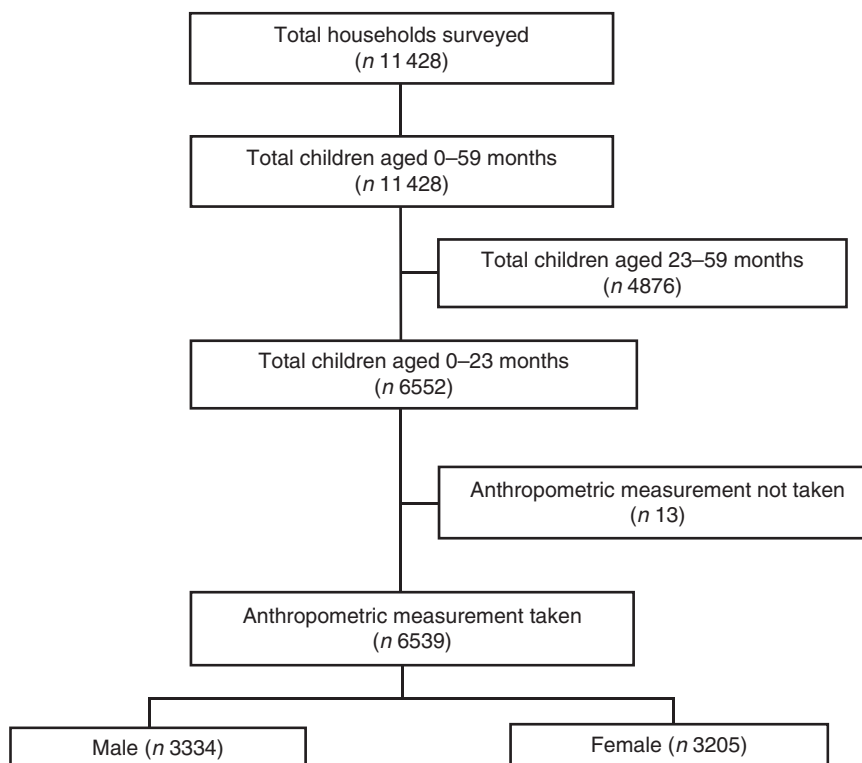 Total households surveyed
(n 11 428)
Total children aged 0–59 months
(n 11 428)
Total children aged 23–59 months
(n 4876)
Total children aged 0–23 months
(n 6552)
Anthropometric measurement not taken
(n 13)
Anthropometric measurement taken
(n 6539)
Male (n 3334)
Female (n 3205)